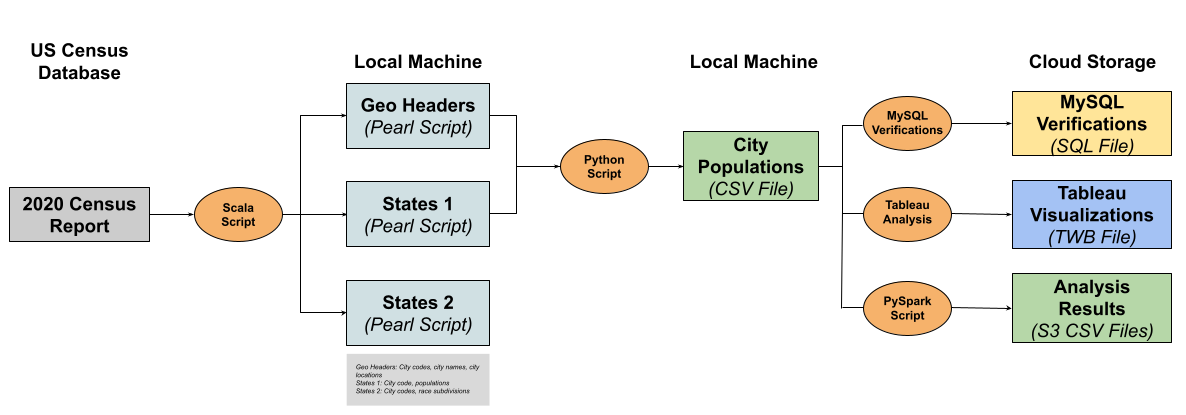 US Census
Database
Local Machine
Local Machine
Cloud Storage
2020 Census
Report
Scala
Script
Geo Headers
(Pearl Script)
States 1
(Pearl Script)
States 2
(Pearl Script)
Geo Headers: City codes, city names, city
locations
States 1: City code, populations
States 2: City codes, race subdivisions
Python
Script
City
Populations
(CSV File)
MySQL
Verifications
Tableau
Analysis
PySpark
Script
MySQL
Verifications
(SQL File)
Tableau
Visualizations
(TWB File)
Analysis
Results
(S3 CSV Files)